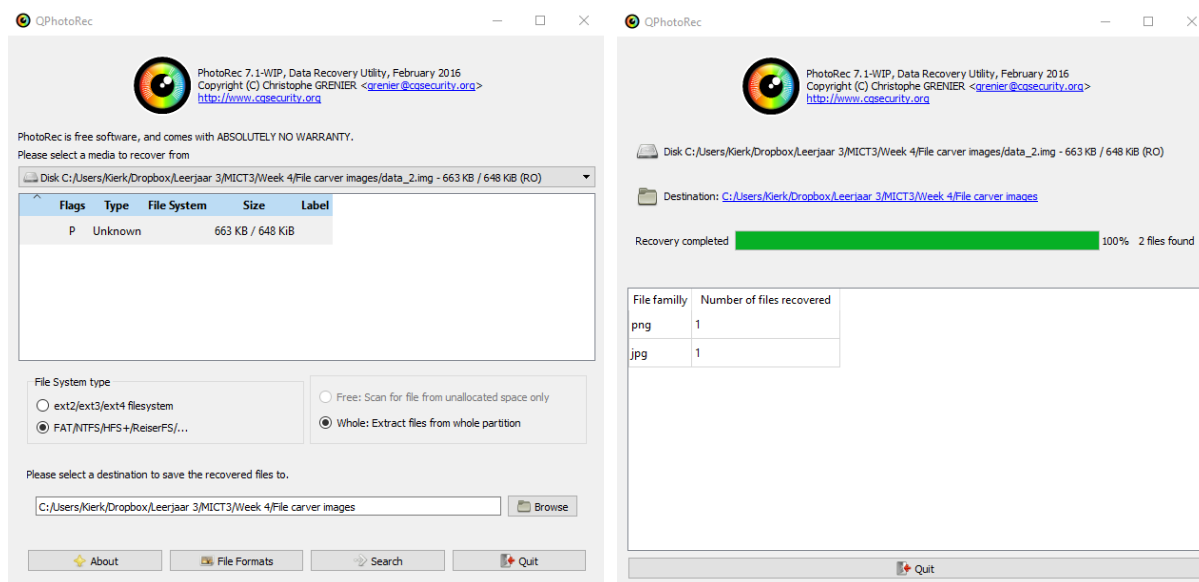 QPhotoRec
PhotoRec 7.1-WIP, Data Recovery Utility, February 2016
Copyright (C) Christophe GRENIER <grenier@cgsecurity.org>
http://www.cgsecurity.org
PhotoRec is free software, and comes with ABSOLUTELY NO WARRANTY.
Please select a media to recover from
Disk C:/Users/Kierk/Dropbox/Leerjaar 3/MICT3/Week 4/File carver images/data_2.img - 663 KB / 648 KiB (RO)
Flags Type File System Size Label
P Unknown 663 KB / 648 KiB
File System type
ext2/ext3/ext4 filesystem
FAT/NTFS/HFS+/ReiserFS/...
Free: Scan for file from unallocated space only
Whole: Extract files from whole partition
Please select a destination to save the recovered files to.
C:/Users/Kierk/Dropbox/Leerjaar 3/MICT3/Week 4/File carver images
Browse
About File Formats Search Quit
QPhotoRec
PhotoRec 7.1-WIP, Data Recovery Utility, February 2016
Copyright (C) Christophe GRENIER <grenier@cgsecurity.org>
http://www.cgsecurity.org
Disk C:/Users/Kierk/Dropbox/Leerjaar 3/MICT3/Week 4/File carver images/data_2.img - 663 KB / 648 KiB (RO)
Destination: C:/Users/Kierk/Dropbox/Leerjaar 3/MICT3/Week 4/File carver images
Recovery completed 100% 2 files found
File familly Number of files recovered
png 1
jpg 1
Quit